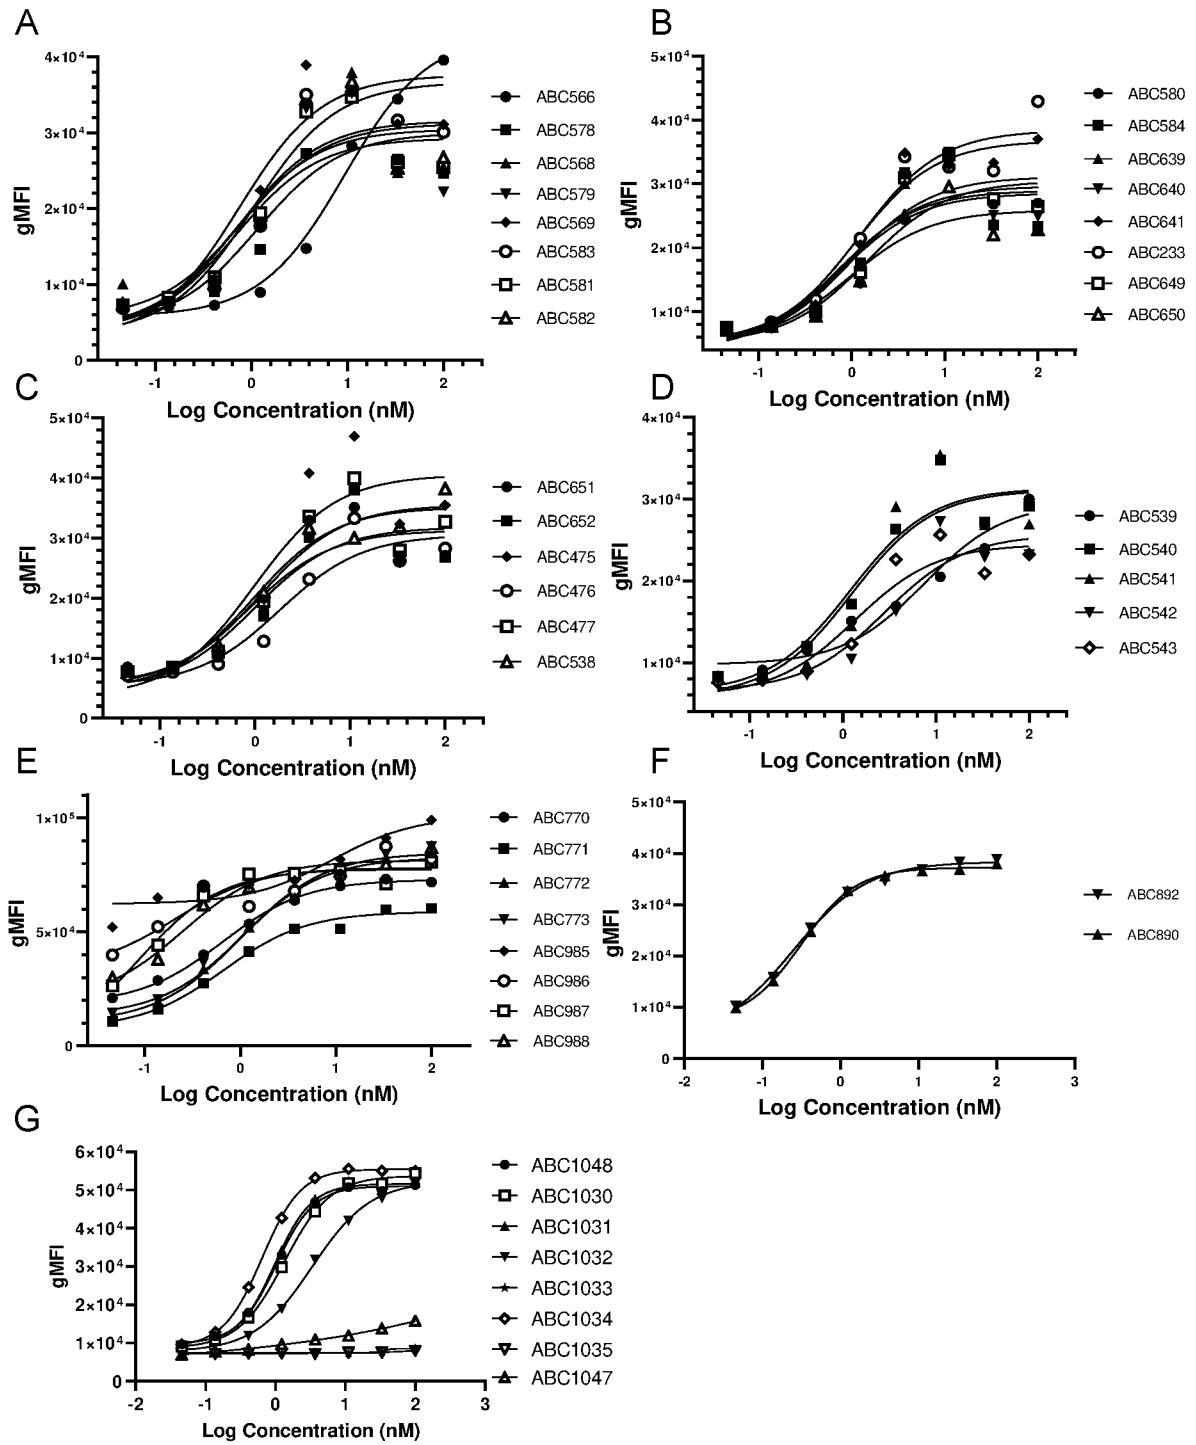 A
4×10⁴
3×10⁴
2×10⁴
1×10⁴
0
gMFI
-1
0
1
2
Log Concentration (nM)
ABC566
ABC578
ABC568
ABC579
ABC569
ABC583
ABC581
ABC582
B
5×10⁴
4×10⁴
3×10⁴
2×10⁴
1×10⁴
gMFI
-1
0
1
2
Log Concentration (nM)
ABC580
ABC584
ABC639
ABC640
ABC641
ABC233
ABC649
ABC650
C
5×10⁴
4×10⁴
3×10⁴
2×10⁴
1×10⁴
0
gMFI
-1
0
1
2
Log Concentration (nM)
ABC651
ABC652
ABC475
ABC476
ABC477
ABC538
D
4×10⁴
3×10⁴
2×10⁴
1×10⁴
gMFI
-1
0
1
2
Log Concentration (nM)
ABC539
ABC540
ABC541
ABC542
ABC543
E
1×10⁵
5×10⁴
0
gMFI
-1
0
1
2
Log Concentration (nM)
ABC770
ABC771
ABC772
ABC773
ABC985
ABC986
ABC987
ABC988
F
5×10⁴
4×10⁴
3×10⁴
2×10⁴
1×10⁴
0
gMFI
-2
-1
0
1
2
3
Log Concentration (nM)
ABC892
ABC890
G
6×10⁴
5×10⁴
4×10⁴
3×10⁴
2×10⁴
1×10⁴
0
gMFI
-2
-1
0
1
2
3
Log Concentration (nM)
ABC1048
ABC1030
ABC1031
ABC1032
ABC1033
ABC1034
ABC1035
ABC1047